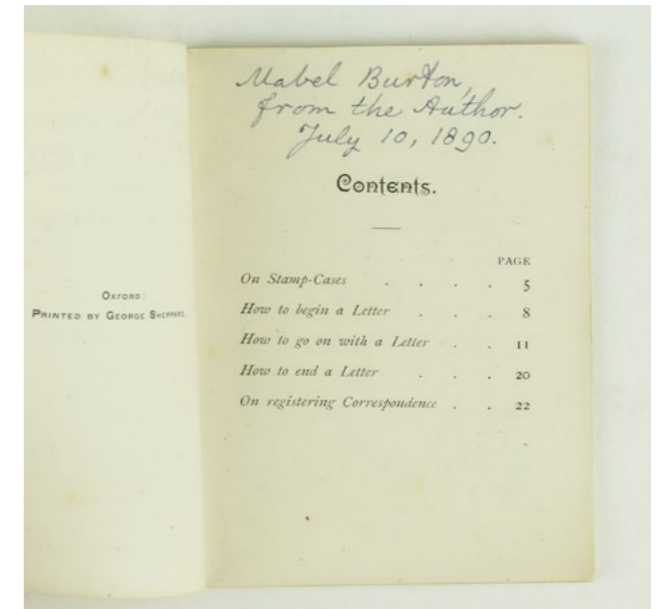 OXFORD:
PRINTED BY GEORGE SHEPPARD
Mabel Burton,
from the Author.
July 10, 1890.
Contents.
PAGE
On Stamp-Cases . . . . 5
How to begin a Letter . . . 8
How to go on with a Letter . . 11
How to end a Letter . . . 20
On registering Correspondence . . 22